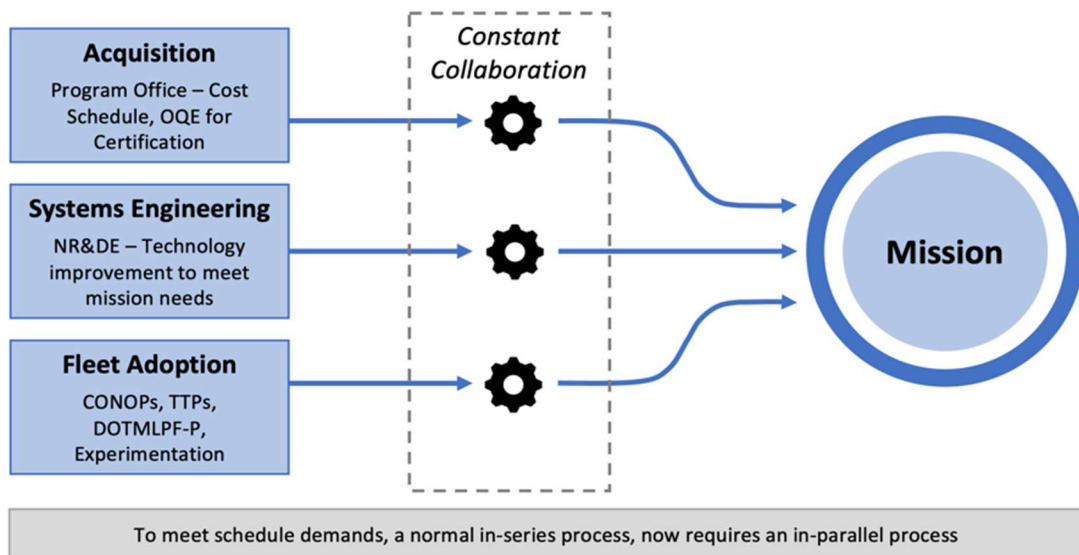 Acquisition
Program Office – Cost
Schedule, OQE for
Certification
Systems Engineering
NR&DE – Technology
improvement to meet
mission needs
Fleet Adoption
CONOPs, TTPs,
DOTMLPF-P,
Experimentation
Constant
Collaboration
Mission
To meet schedule demands, a normal in-series process, now requires an in-parallel process